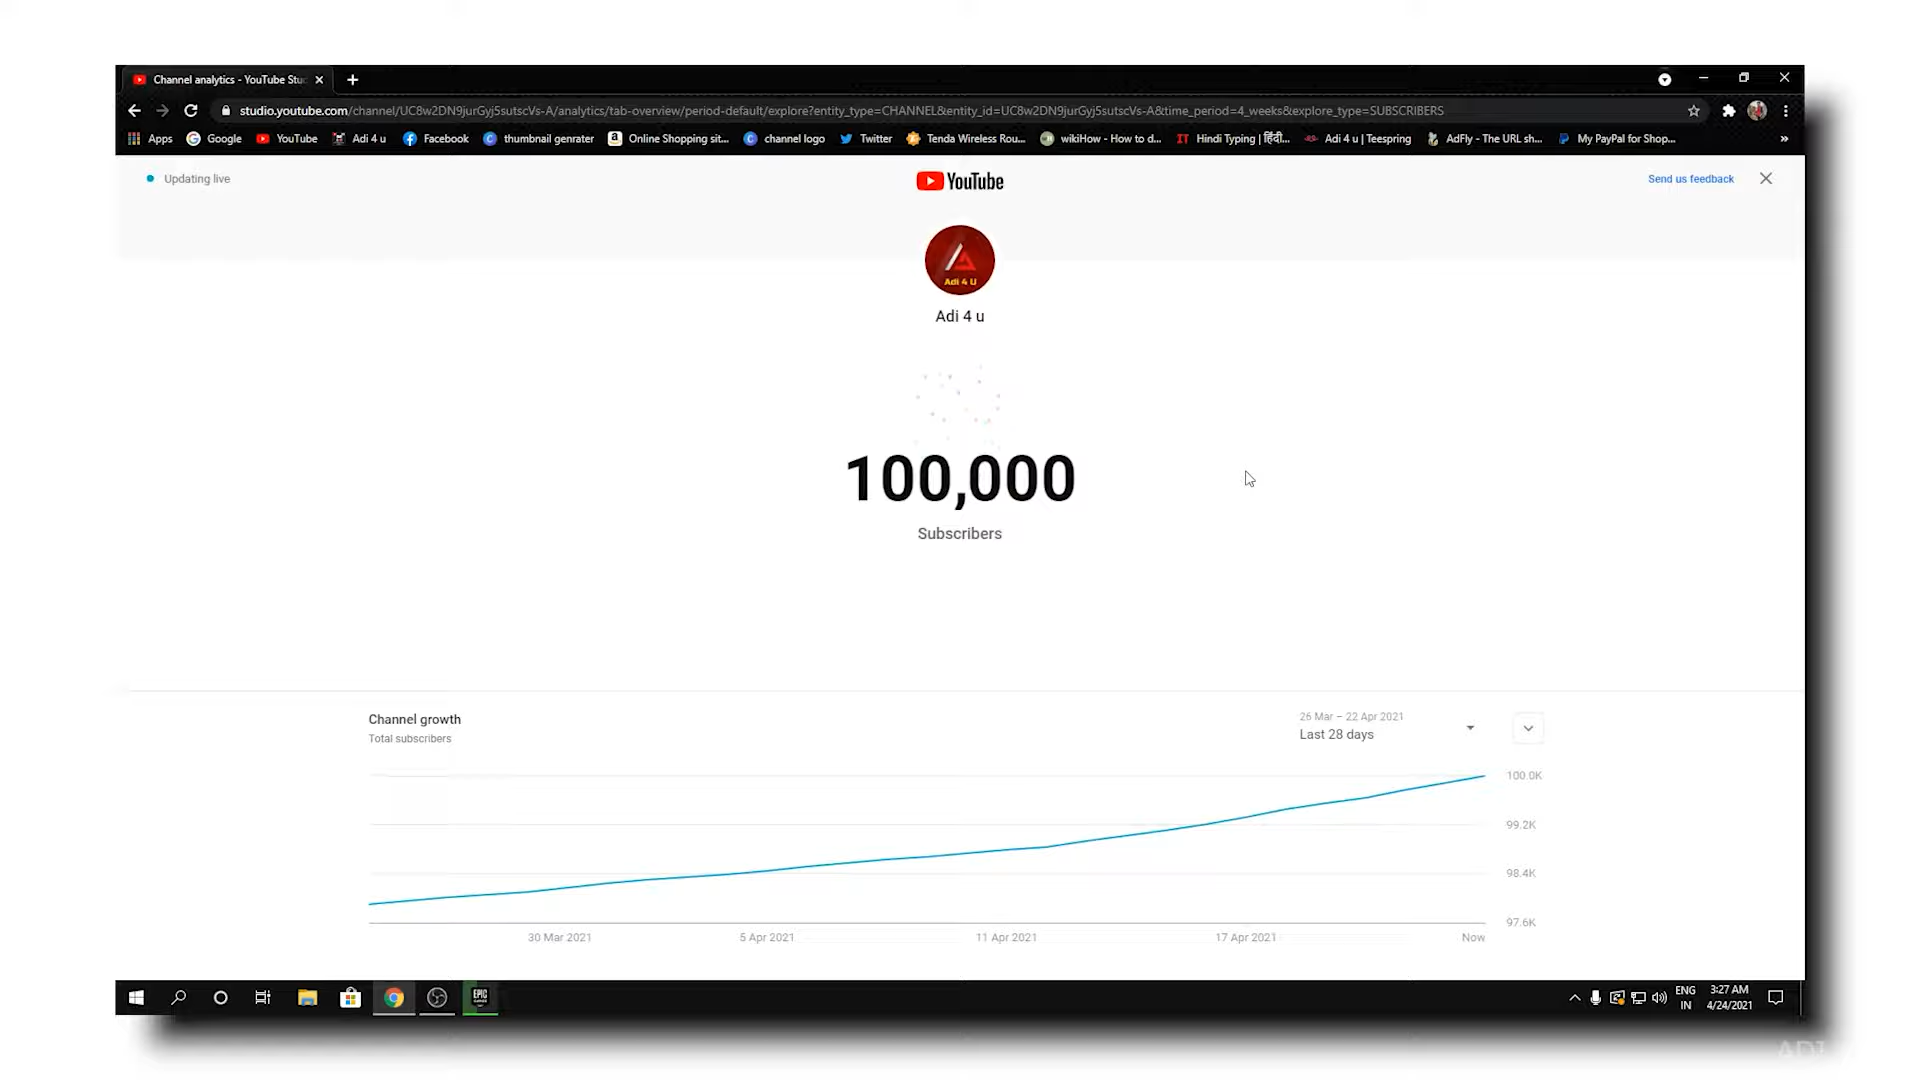 Channel analytics - YouTube Stu
studio.youtube.com/channel/UC8w2DN9jurGyj5sutscVs-A/analytics/tab-overview/period-default/explore?entity_type=CHANNEL&entity_id=UC8w2DN9jurGyj5sutscVs-A&time_period=4_weeks&explore_type=SUBSCRIBERS
Apps Google YouTube Adi 4 u Facebook thumbnail genrater Online Shopping sit... channel logo Twitter Tenda Wireless Rou... wikiHow - How to d... Hindi Typing | हिंदी... Adi 4 u | Teespring AdFly - The URL sh... My PayPal for Shop... »
Updating live
YouTube
Send us feedback
Adi 4 U
Adi 4 u
100,000
Subscribers
Channel growth
Total subscribers
26 Mar – 22 Apr 2021
Last 28 days
100.0K
99.2K
98.4K
97.6K
30 Mar 2021 5 Apr 2021 11 Apr 2021 17 Apr 2021 Now
EPIC
ENG
IN
3:27 AM
4/24/2021